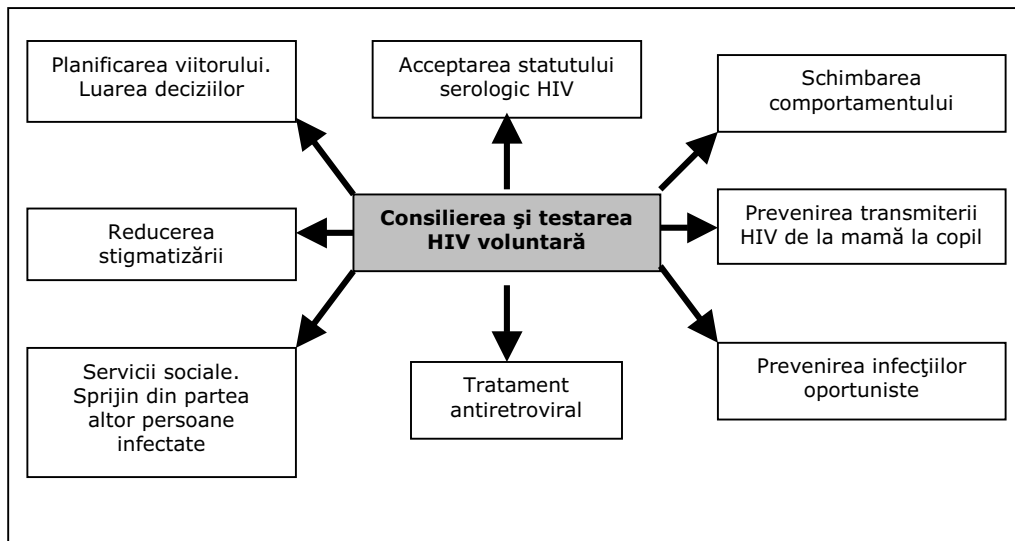 Planificarea viitorului.
Luarea deciziilor
Acceptarea statutului
serologic HIV
Schimbarea
comportamentului
Reducerea
stigmatizării
Consilierea şi testarea
HIV voluntară
Prevenirea transmiterii
HIV de la mamă la copil
Servicii sociale.
Sprijin din partea
altor persoane
infectate
Tratament
antiretroviral
Prevenirea infecţiilor
oportuniste